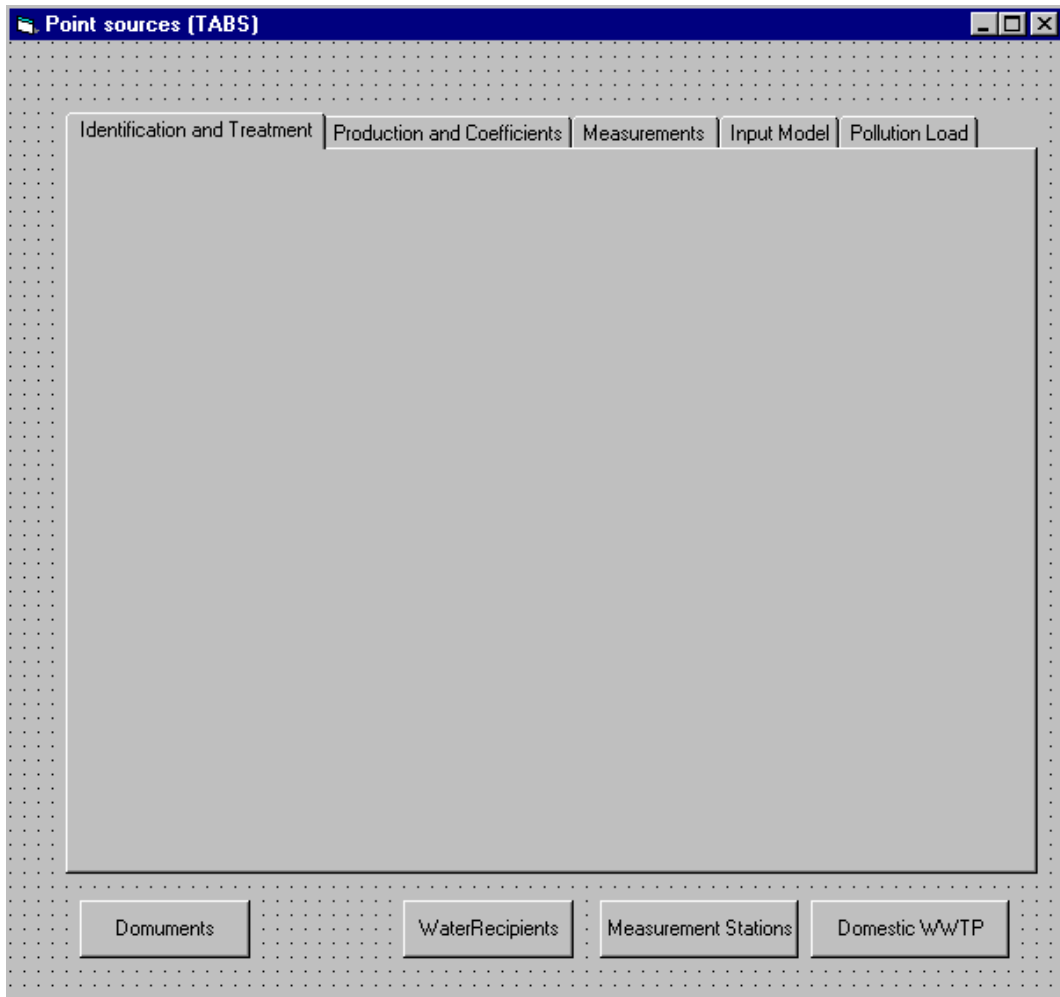 Point sources (TABS)
Identification and Treatment Production and Coefficients Measurements Input Model Pollution Load
Domuments WaterRecipients Measurement Stations Domestic WWTP